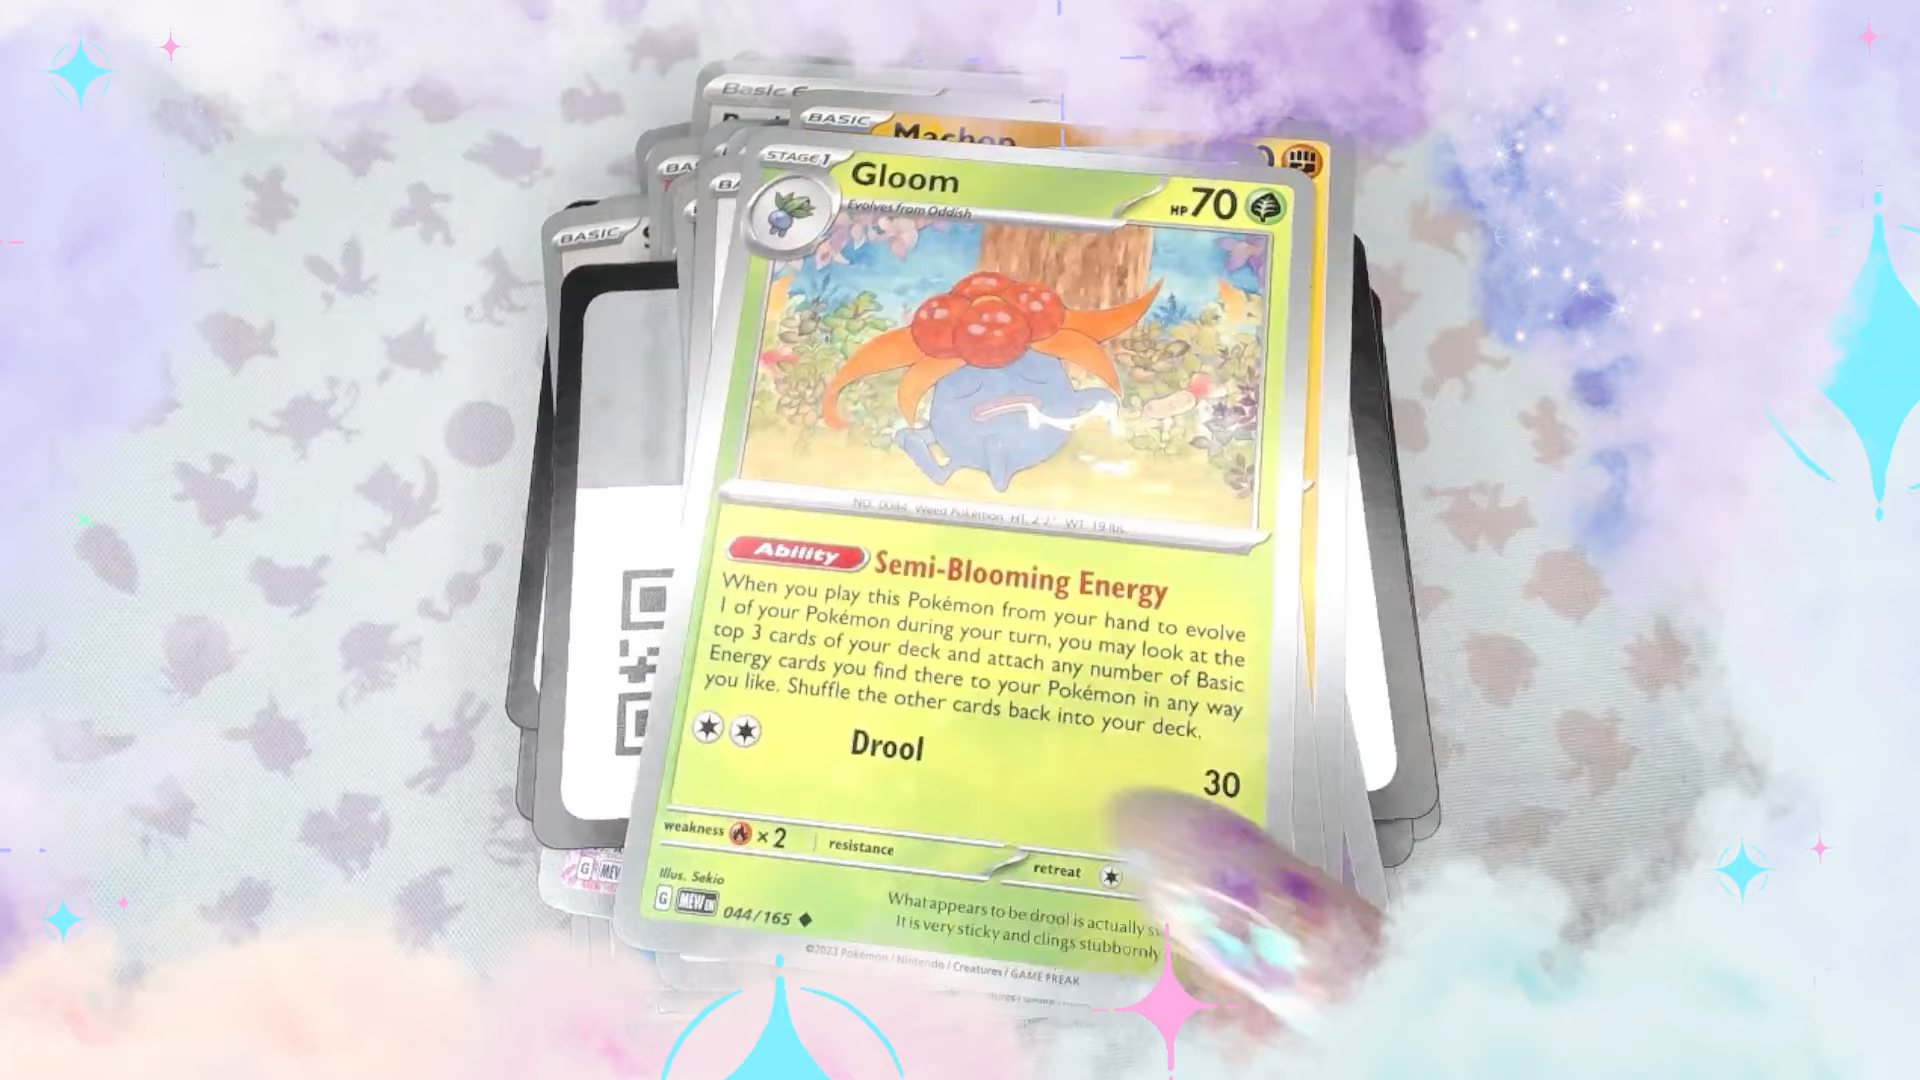 Basic
BASIC
Machop
BASIC
STAGE 1
Gloom
Evolves from Oddish
HP 70
NO. 0044 Weed Pokémon HT: 2'7" WT: 19 lbs.
Ability Semi-Blooming Energy
When you play this Pokémon from your hand to evolve
1 of your Pokémon during your turn, you may look at the
top 3 cards of your deck and attach any number of Basic
Energy cards you find there to your Pokémon in any way
you like. Shuffle the other cards back into your deck.
Drool
30
weakness ×2
resistance
retreat
Illus. Sekio
G MEW EN 044/165
What appears to be drool is actually
It is very sticky and clings stubbornly
©2023 Pokémon / Nintendo / Creatures / GAME FREAK
G MEW